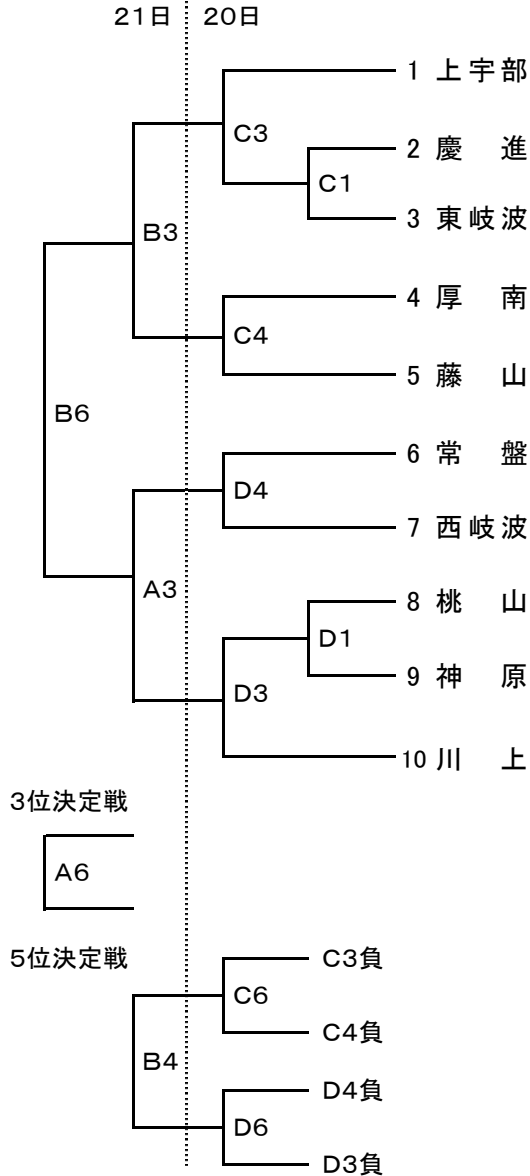 21日 20日
1 上宇部
C3
2 慶 進
C1
3 東岐波
B3
4 厚 南
C4
5 藤 山
B6
6 常 盤
D4
7 西岐波
A3
8 桃 山
D1
9 神 原
D3
10 川 上
3位決定戦
A6
5位決定戦
C3負
C6
C4負
B4
D4負
D6
D3負